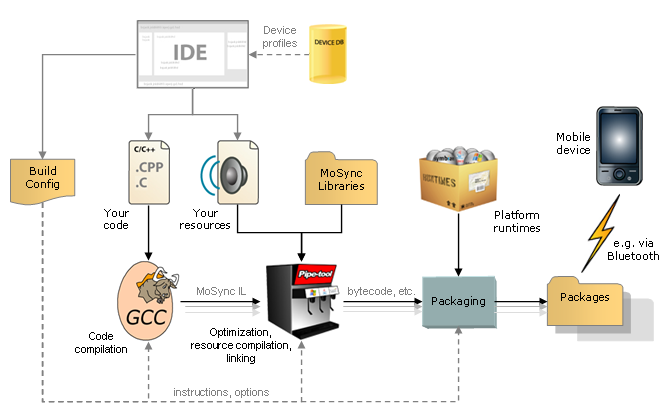 IDE
Device
profiles
DEVICE DB
C/C++
.CPP
.C
Build
Config
MoSync
Libraries
Mobile
device
Your
code
Your
resources
RUNTIMES
Platform
runtimes
e.g. via
Bluetooth
Pipe-tool
MoSync IL
bytecode, etc.
Packaging
Packages
GCC
Code
compilation
Optimization,
resource compilation,
linking
instructions, options